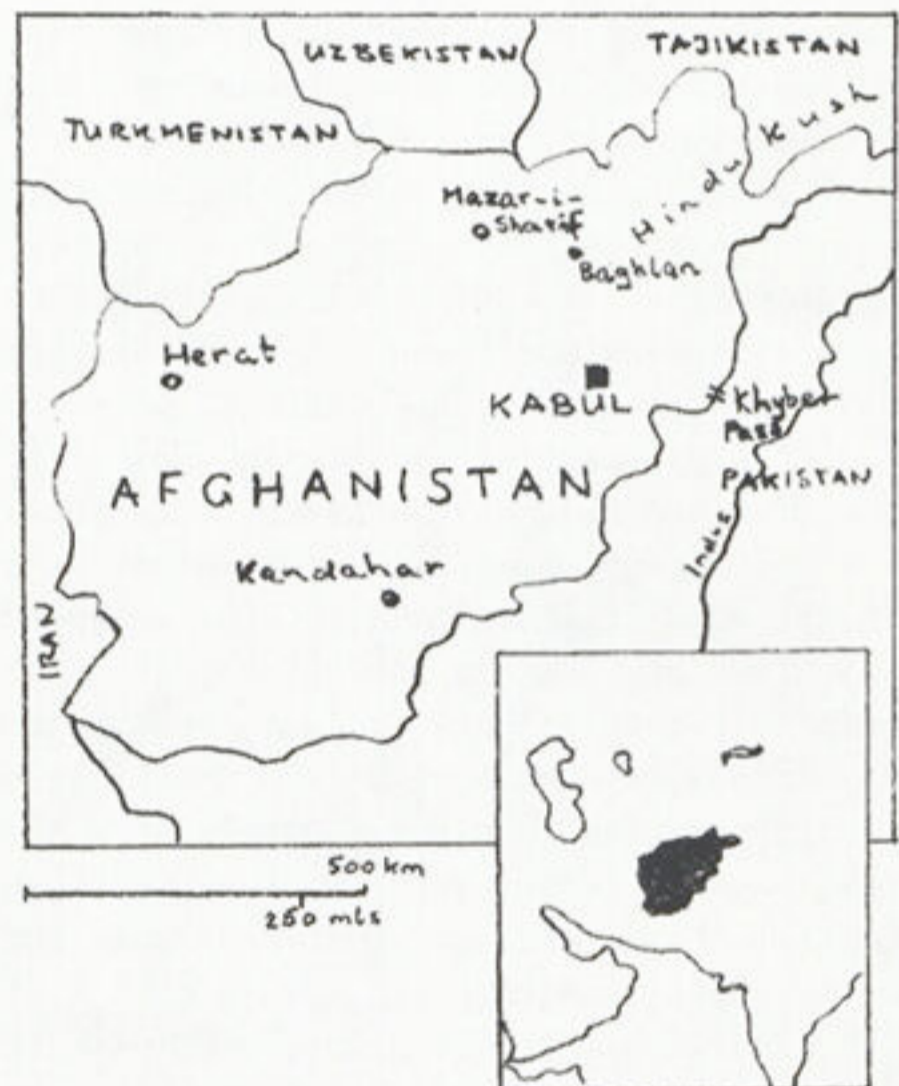 UZBEKISTAN
TAJIKISTAN
TURKMENISTAN
Hindu Kush
Mazar-i-
Sharif
Baghlan
Herat
KABUL
Khyber
Pass
AFGHANISTAN
PAKISTAN
Indus
Kandahar
IRAN
500 km
250 mls